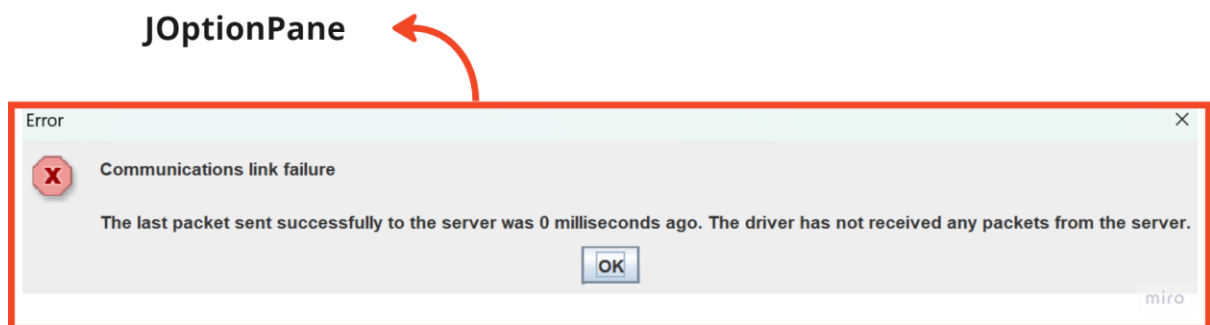 JOptionPane
Error
Communications link failure
The last packet sent successfully to the server was 0 milliseconds ago. The driver has not received any packets from the server.
OK
miro